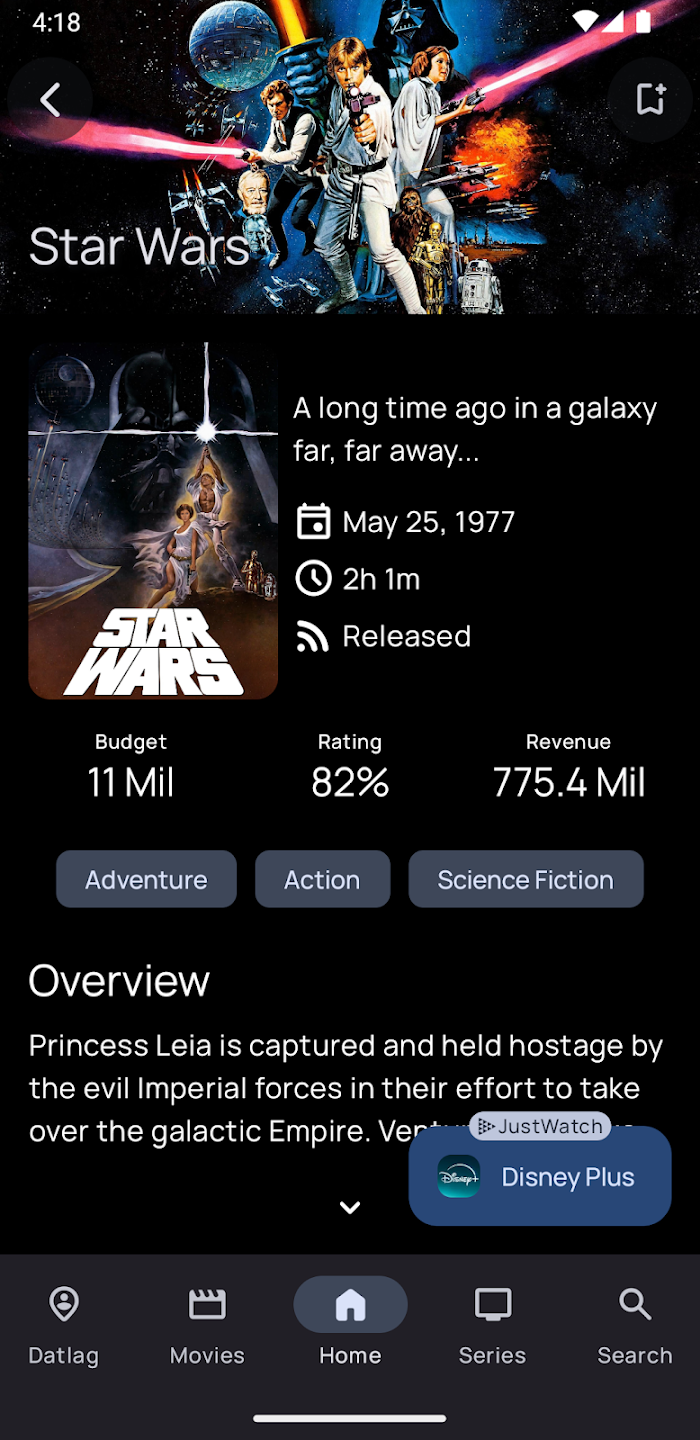 4:18
Star Wars
A long time ago in a galaxy
far, far away...
May 25, 1977
2h 1m
Released
STAR
WARS
Budget
11 Mil
Rating
82%
Revenue
775.4 Mil
Adventure
Action
Science Fiction
Overview
Princess Leia is captured and held hostage by
the evil Imperial forces in their effort to take
over the galactic Empire.
JustWatch
Disney+
Disney Plus
Datlag
Movies
Home
Series
Search